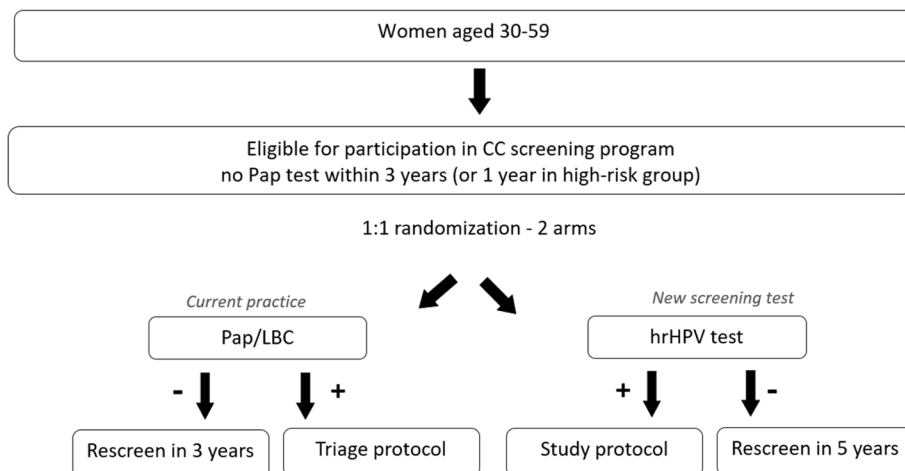 Women aged 30-59
Eligible for participation in CC screening program
no Pap test within 3 years (or 1 year in high-risk group)
1:1 randomization - 2 arms
Current practice
New screening test
Pap/LBC
hrHPV test
- + + -
Rescreen in 3 years
Triage protocol
Study protocol
Rescreen in 5 years